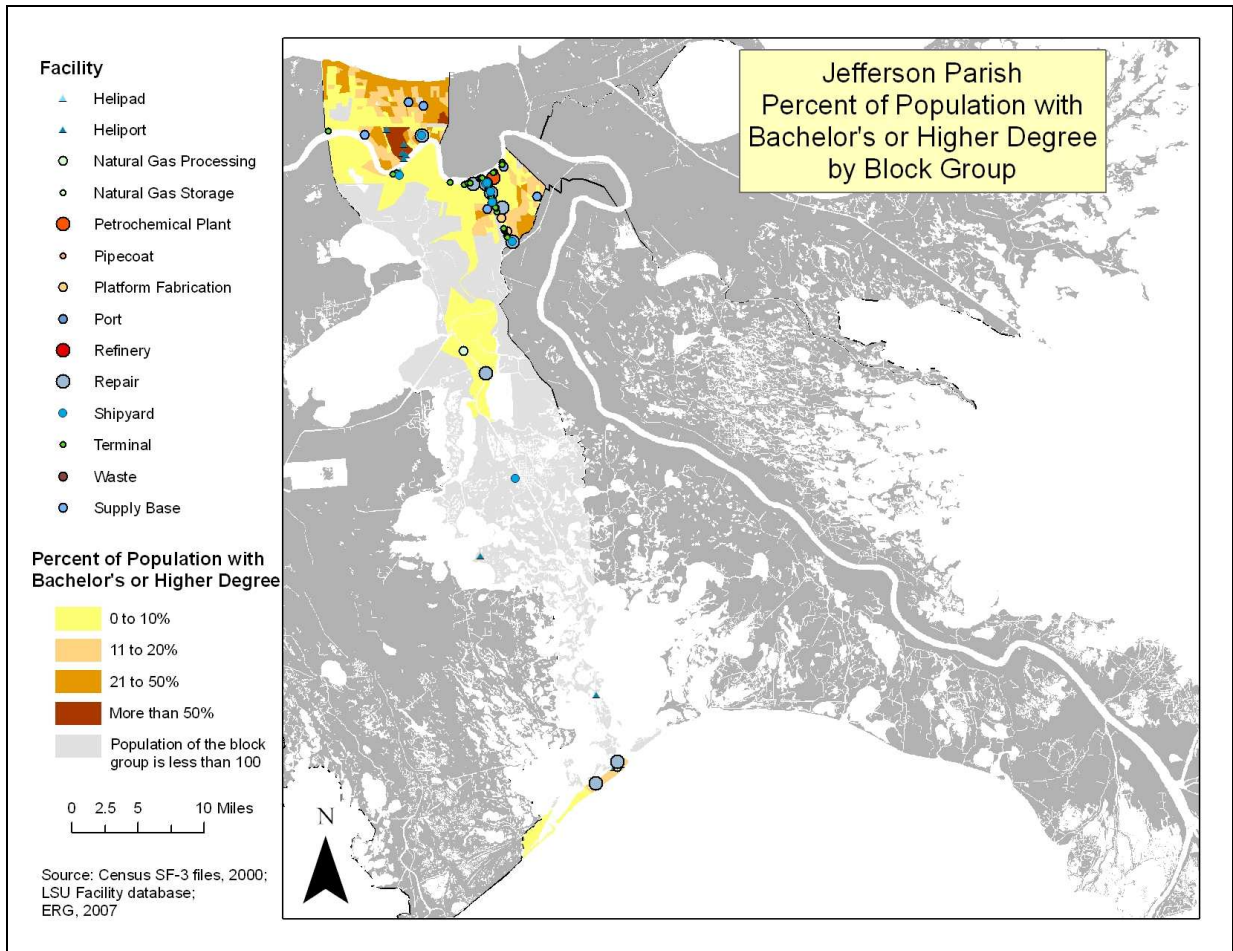 Jefferson Parish
Percent of Population with
Bachelor's or Higher Degree
by Block Group
Facility
Helipad
Heliport
Natural Gas Processing
Natural Gas Storage
Petrochemical Plant
Pipecoat
Platform Fabrication
Port
Refinery
Repair
Shipyard
Terminal
Waste
Supply Base
Percent of Population with
Bachelor's or Higher Degree
0 to 10%
11 to 20%
21 to 50%
More than 50%
Population of the block
group is less than 100
0 2.5 5 10 Miles
N
Source: Census SF-3 files, 2000;
LSU Facility database;
ERG, 2007